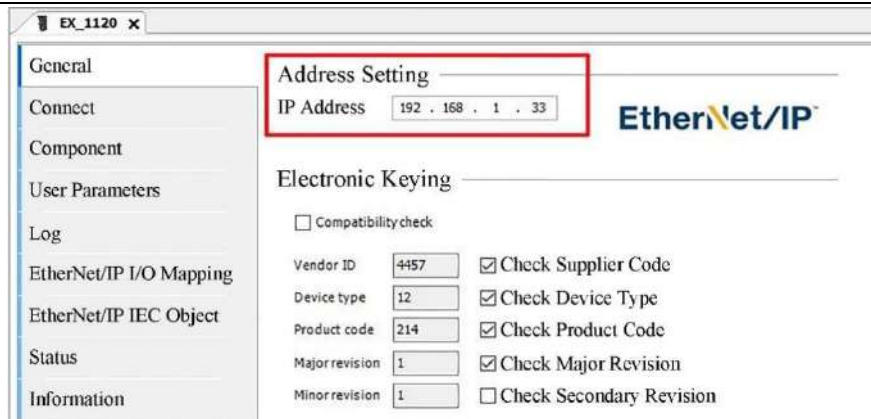 EX_1120 x
General
Connect
Component
User Parameters
Log
EtherNet/IP I/O Mapping
EtherNet/IP IEC Object
Status
Information
Address Setting
IP Address 192 . 168 . 1 . 33
EtherNet/IP™
Electronic Keying
Compatibility check
Vendor ID 4457 Check Supplier Code
Device type 12 Check Device Type
Product code 214 Check Product Code
Major revision 1 Check Major Revision
Minor revision 1 Check Secondary Revision